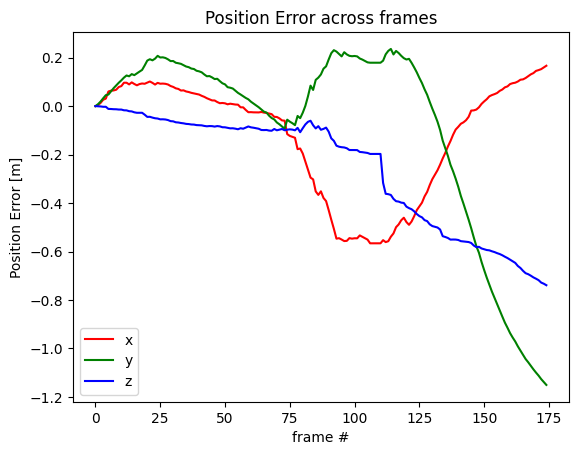 Position Error across frames
Position Error [m]
0.2
0.0
−0.2
−0.4
−0.6
−0.8
−1.0
−1.2
x
y
z
0 25 50 75 100 125 150 175
frame #